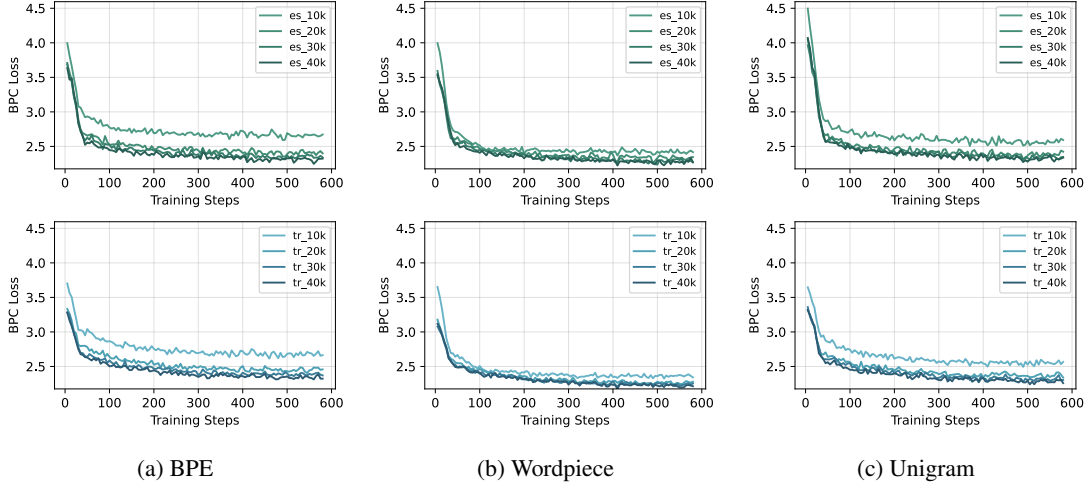 4.5
4.0
3.5
3.0
2.5
BPC Loss
0 100 200 300 400 500 600
Training Steps
es_10k
es_20k
es_30k
es_40k
4.5
4.0
3.5
3.0
2.5
BPC Loss
0 100 200 300 400 500 600
Training Steps
es_10k
es_20k
es_30k
es_40k
4.5
4.0
3.5
3.0
2.5
BPC Loss
0 100 200 300 400 500 600
Training Steps
es_10k
es_20k
es_30k
es_40k
4.5
4.0
3.5
3.0
2.5
BPC Loss
0 100 200 300 400 500 600
Training Steps
tr_10k
tr_20k
tr_30k
tr_40k
4.5
4.0
3.5
3.0
2.5
BPC Loss
0 100 200 300 400 500 600
Training Steps
tr_10k
tr_20k
tr_30k
tr_40k
4.5
4.0
3.5
3.0
2.5
BPC Loss
0 100 200 300 400 500 600
Training Steps
tr_10k
tr_20k
tr_30k
tr_40k
(a) BPE
(b) Wordpiece
(c) Unigram